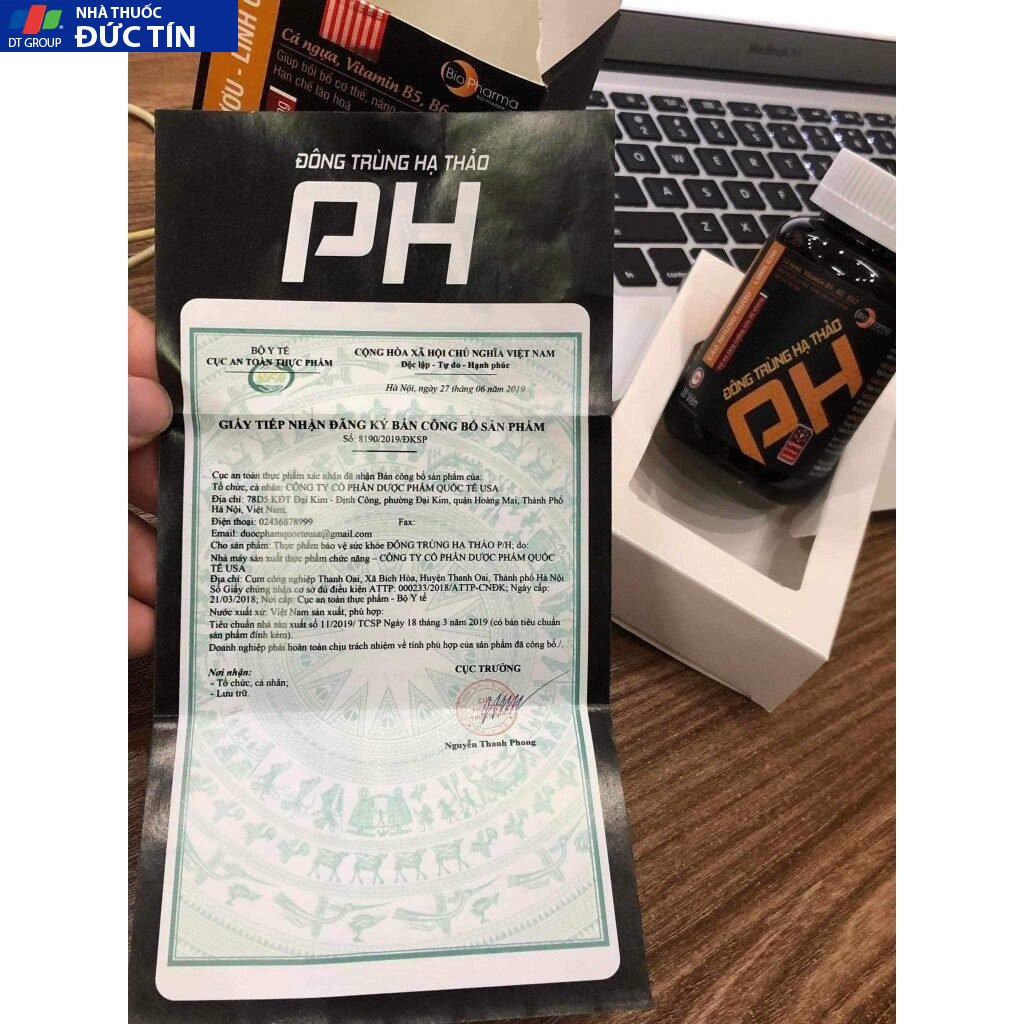 NHÀ THUỐC
DT GROUP
ĐỨC TÍN
Cá ngựa, Vitamin B5, B6
Giúp bồi bổ cơ thể, nâng
Hạn chế lão hoá
BioPharma
MacBook Air
ĐÔNG TRÙNG HẠ THẢO
PH
BỘ Y TẾ
CỤC AN TOÀN THỰC PHẨM
CỘNG HÒA XÃ HỘI CHỦ NGHĨA VIỆT NAM
Độc lập - Tự do - Hạnh phúc
Hà Nội, ngày 27 tháng 06 năm 2019
GIẤY TIẾP NHẬN ĐĂNG KÝ BẢN CÔNG BỐ SẢN PHẨM
Số: 8190/2019/ĐKSP
Cục an toàn thực phẩm xác nhận đã nhận Bản công bố sản phẩm của:
Tổ chức, cá nhân: CÔNG TY CỔ PHẦN DƯỢC PHẨM QUỐC TẾ USA
Địa chỉ: 78D5 KĐT Đại Kim - Định Công, phường Đại Kim, quận Hoàng Mai, Thành Phố
Hà Nội, Việt Nam.
Điện thoại: 02436878999 Fax:
Email: duocphamquocteusa@gmail.com
Cho sản phẩm: Thực phẩm bảo vệ sức khỏe ĐÔNG TRÙNG HẠ THẢO P/H; do:
Nhà máy sản xuất thực phẩm chức năng – CÔNG TY CỔ PHẦN DƯỢC PHẨM QUỐC
TẾ USA
Địa chỉ: Cụm công nghiệp Thanh Oai, Xã Bích Hòa, Huyện Thanh Oai, Thành phố Hà Nội
Số Giấy chứng nhận cơ sở đủ điều kiện ATTP: 000233/2018/ATTP-CNĐK; Ngày cấp:
21/03/2018; Nơi cấp: Cục an toàn thực phẩm - Bộ Y tế
Nước xuất xứ: Việt Nam sản xuất, phù hợp:
Tiêu chuẩn nhà sản xuất số 11/2019/ TCSP Ngày 18 tháng 3 năm 2019 (có bản tiêu chuẩn
sản phẩm đính kèm).
Doanh nghiệp phải hoàn toàn chịu trách nhiệm về tính phù hợp của sản phẩm đã công bố./.
Nơi nhận:
- Tổ chức, cá nhân;
- Lưu trữ.
CỤC TRƯỞNG
Nguyễn Thanh Phong
ĐÔNG TRÙNG HẠ THẢO
PH